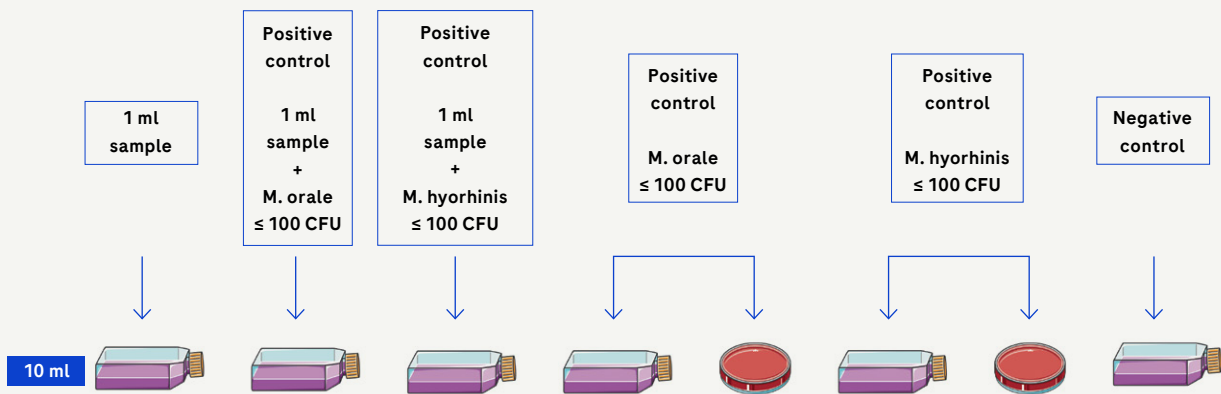 1 ml
sample
Positive
control
1 ml
sample
+
M. orale
≤ 100 CFU
Positive
control
1 ml
sample
+
M. hyorhinis
≤ 100 CFU
Positive
control
M. orale
≤ 100 CFU
Positive
control
M. hyorhinis
≤ 100 CFU
Negative
control
10 ml